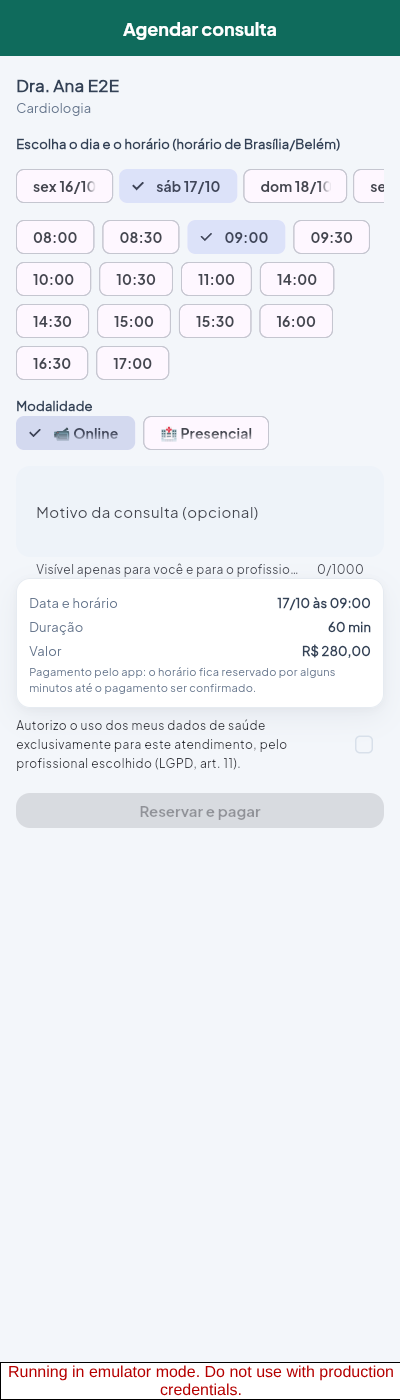 Agendar consulta
Dra. Ana E2E
Cardiologia
Escolha o dia e o horário (horário de Brasília/Belém)
sex 16/10 sáb 17/10 dom 18/10 se
08:00 08:30 09:00 09:30
10:00 10:30 11:00 14:00
14:30 15:00 15:30 16:00
16:30 17:00
Modalidade
Online Presencial
Motivo da consulta (opcional)
Visível apenas para você e para o profissio... 0/1000
Data e horário 17/10 às 09:00
Duração 60 min
Valor R$ 280,00
Pagamento pelo app: o horário fica reservado por alguns
minutos até o pagamento ser confirmado.
Autorizo o uso dos meus dados de saúde
exclusivamente para este atendimento, pelo
profissional escolhido (LGPD, art. 11).
Reservar e pagar
Running in emulator mode. Do not use with production
credentials.